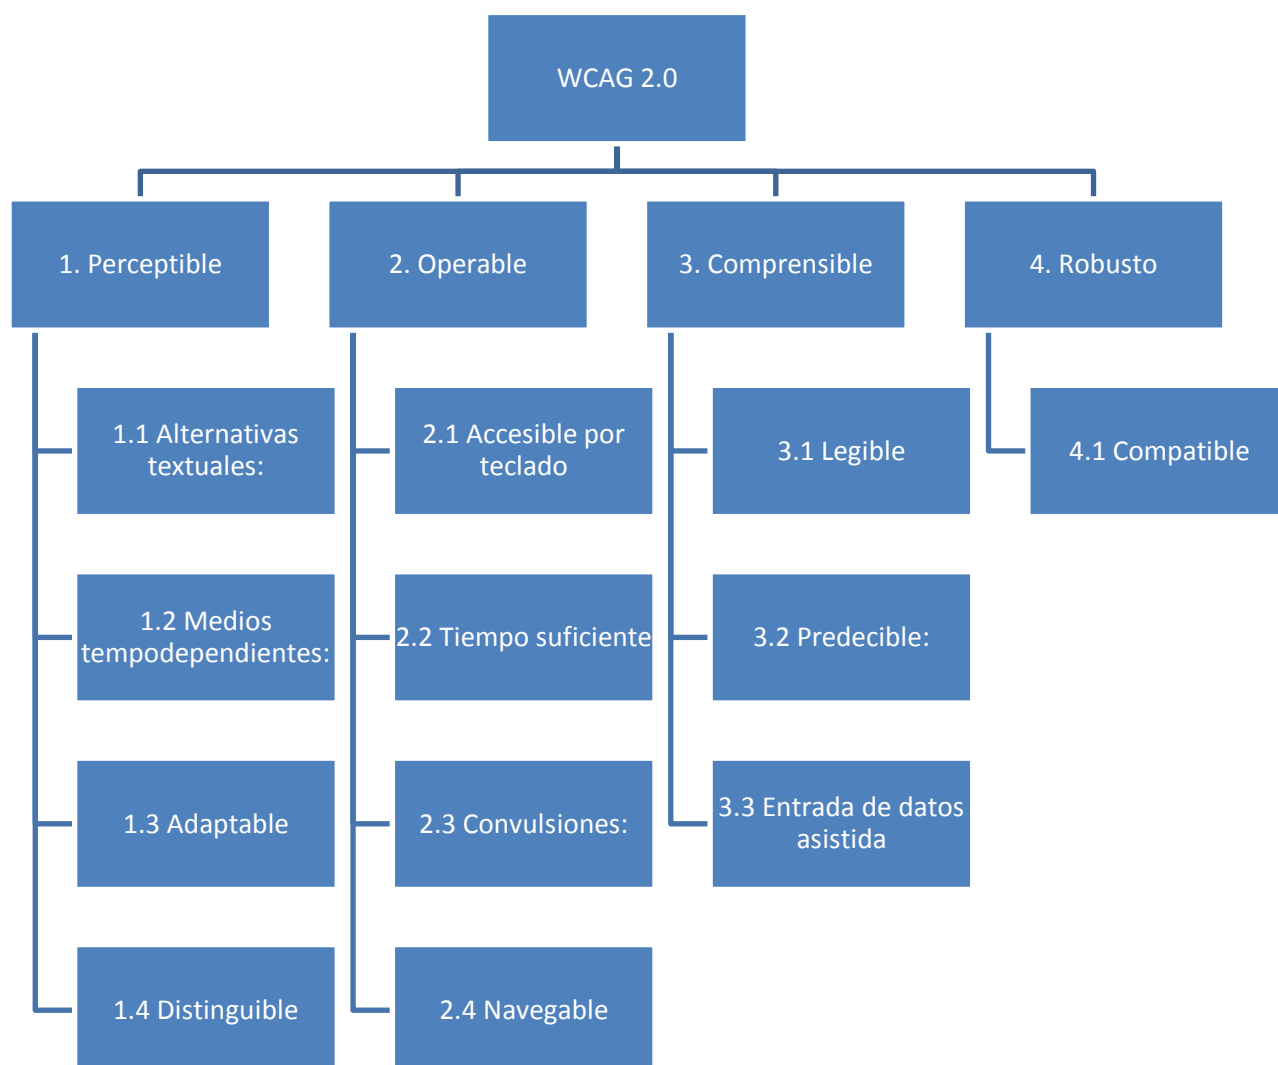 WCAG 2.0
1. Perceptible
2. Operable
3. Comprensible
4. Robusto
1.1 Alternativas
textuales:
2.1 Accesible por
teclado
3.1 Legible
4.1 Compatible
1.2 Medios
tempodependientes:
2.2 Tiempo suficiente
3.2 Predecible:
1.3 Adaptable
2.3 Convulsiones:
3.3 Entrada de datos
asistida
1.4 Distinguible
2.4 Navegable